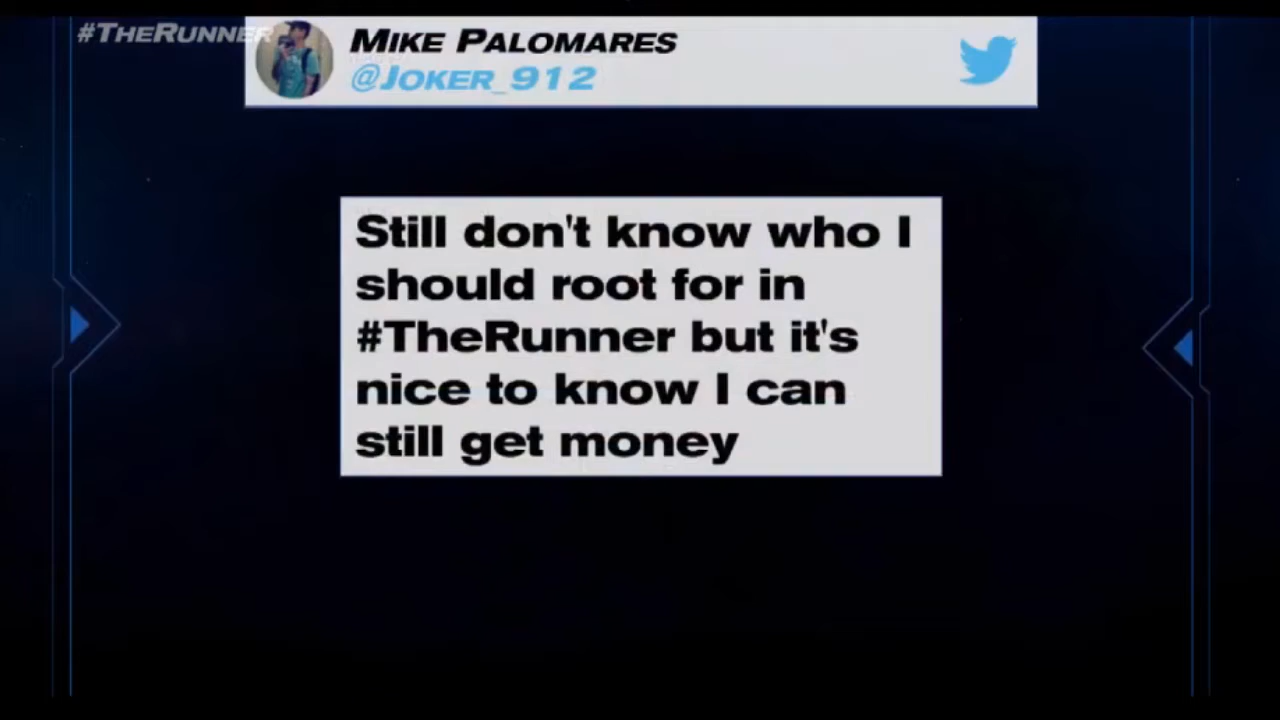 #TheRunner
Mike Palomares
@Joker_912
Still don't know who I
should root for in
#TheRunner but it's
nice to know I can
still get money